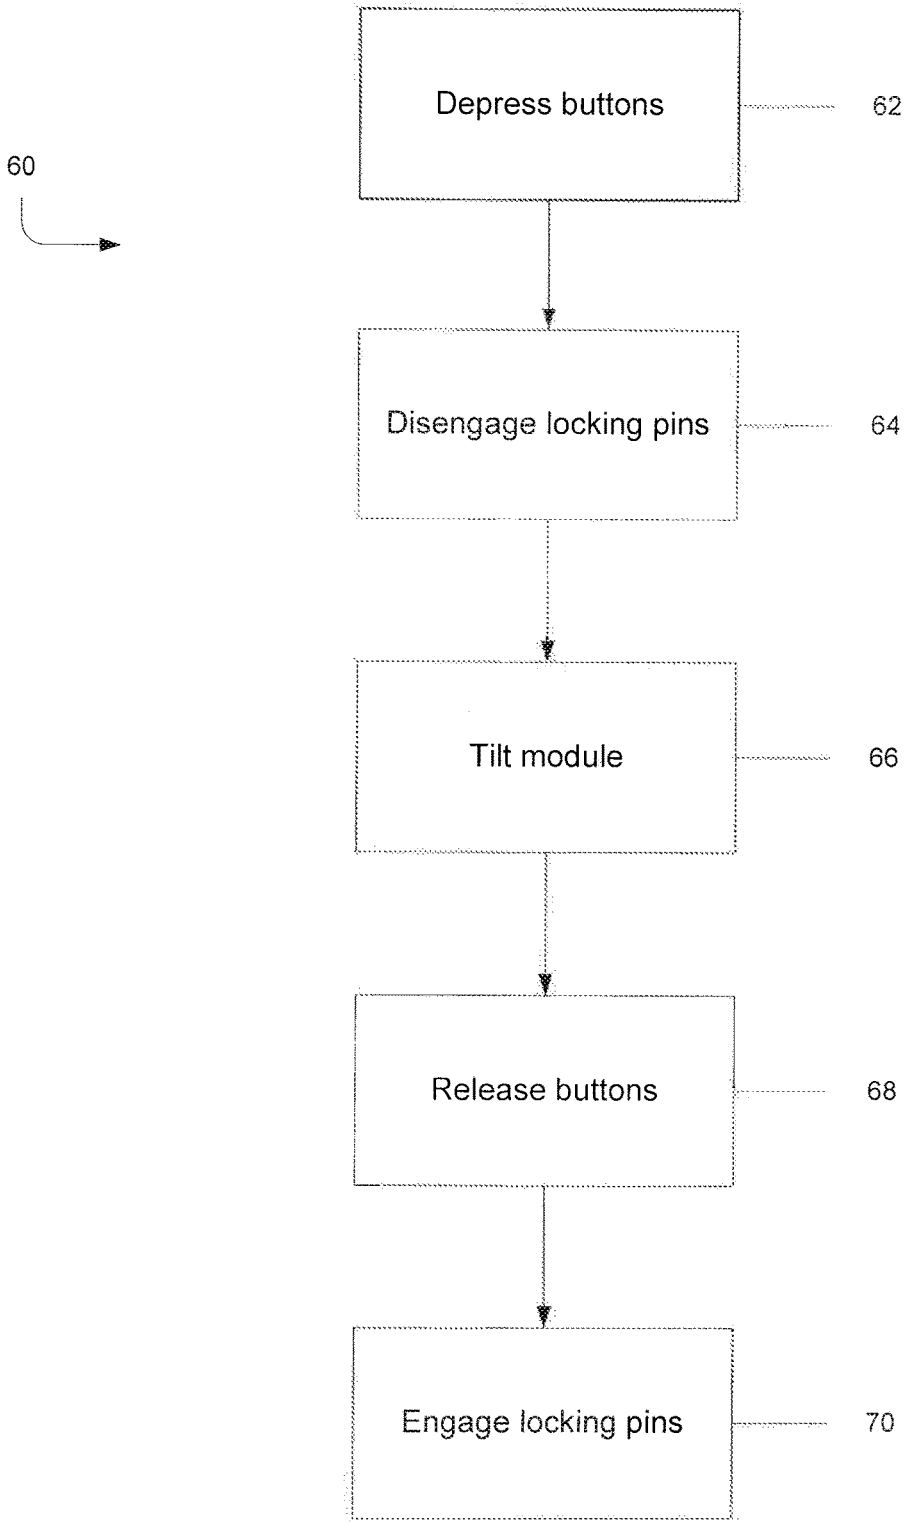 Depress buttons
62
60
Disengage locking pins
64
Tilt module
66
Release buttons
68
Engage locking pins
70